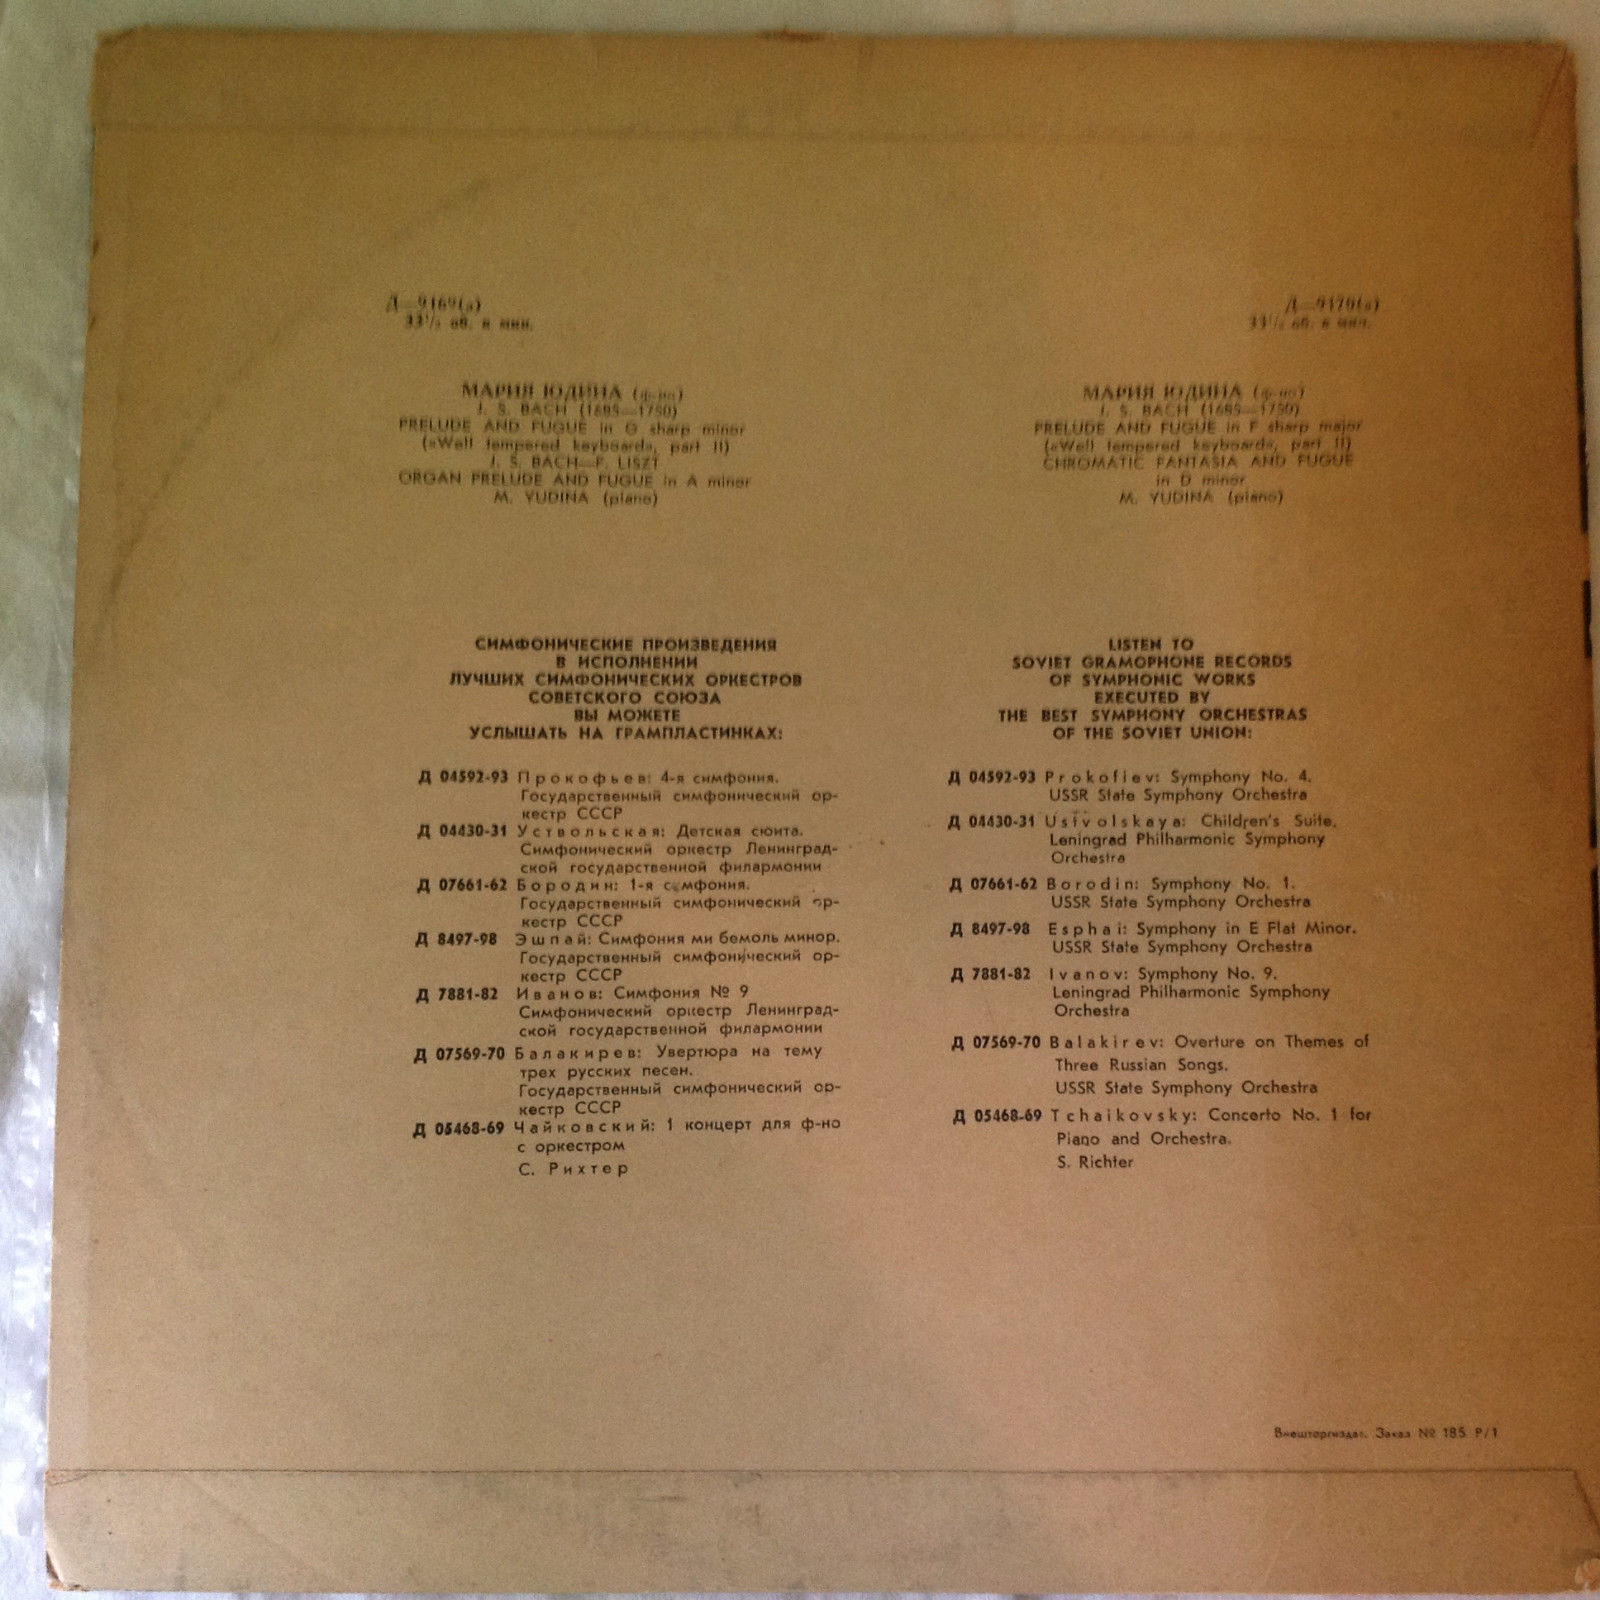 Д—9169(а)
33⅓ об. в мин.
МАРИЯ ЮДИНА (ф-но)
J. S. BACH (1685—1750)
PRELUDE AND FUGUE in G sharp minor
(«Well tempered keyboard», part II)
J. S. BACH—F. LISZT
ORGAN PRELUDE AND FUGUE in A minor
M. YUDINA (piano)
Д—9170(а)
33⅓ об. в мин.
МАРИЯ ЮДИНА (ф-но)
J. S. BACH (1685—1750)
PRELUDE AND FUGUE in F sharp major
(«Well tempered keyboard», part II)
CHROMATIC FANTASIA AND FUGUE
in D minor
M. YUDINA (piano)
СИМФОНИЧЕСКИЕ ПРОИЗВЕДЕНИЯ
В ИСПОЛНЕНИИ
ЛУЧШИХ СИМФОНИЧЕСКИХ ОРКЕСТРОВ
СОВЕТСКОГО СОЮЗА
ВЫ МОЖЕТЕ
УСЛЫШАТЬ НА ГРАМПЛАСТИНКАХ:
Д 04592-93 Прокофьев: 4-я симфония.
Государственный симфонический ор-
кестр СССР
Д 04430-31 Уствольская: Детская сюита.
Симфонический оркестр Ленинград-
ской государственной филармонии
Д 07661-62 Бородин: 1-я симфония.
Государственный симфонический ор-
кестр СССР
Д 8497-98 Эшпай: Симфония ми бемоль минор.
Государственный симфонический ор-
кестр СССР
Д 7881-82 Иванов: Симфония № 9
Симфонический оркестр Ленинград-
ской государственной филармонии
Д 07569-70 Балакирев: Увертюра на тему
трех русских песен.
Государственный симфонический ор-
кестр СССР
Д 05468-69 Чайковский: 1 концерт для ф-но
с оркестром
С. Рихтер
LISTEN TO
SOVIET GRAMOPHONE RECORDS
OF SYMPHONIC WORKS
EXECUTED BY
THE BEST SYMPHONY ORCHESTRAS
OF THE SOVIET UNION:
Д 04592-93 Prokofiev: Symphony No. 4.
USSR State Symphony Orchestra
Д 04430-31 Ustvolskaya: Children's Suite.
Leningrad Philharmonic Symphony
Orchestra
Д 07661-62 Borodin: Symphony No. 1.
USSR State Symphony Orchestra
Д 8497-98 Esphai: Symphony in E Flat Minor.
USSR State Symphony Orchestra
Д 7881-82 Ivanov: Symphony No. 9.
Leningrad Philharmonic Symphony
Orchestra
Д 07569-70 Balakirev: Overture on Themes of
Three Russian Songs.
USSR State Symphony Orchestra
Д 05468-69 Tchaikovsky: Concerto No. 1 for
Piano and Orchestra.
S. Richter
Внешторгиздат. Заказ № 185 Р/1